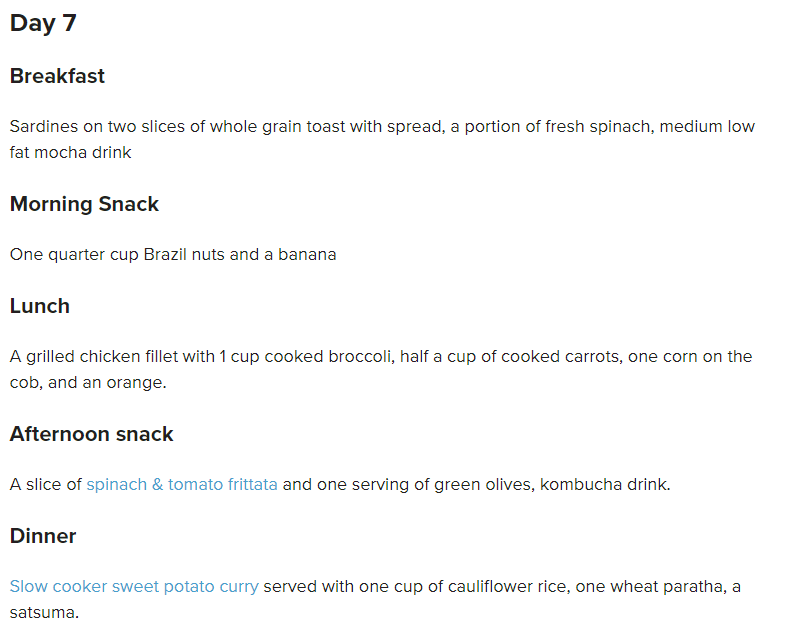 Day 7
Breakfast
Sardines on two slices of whole grain toast with spread, a portion of fresh spinach, medium low
fat mocha drink
Morning Snack
One quarter cup Brazil nuts and a banana
Lunch
A grilled chicken fillet with 1 cup cooked broccoli, half a cup of cooked carrots, one corn on the
cob, and an orange.
Afternoon snack
A slice of spinach & tomato frittata and one serving of green olives, kombucha drink.
Dinner
Slow cooker sweet potato curry served with one cup of cauliflower rice, one wheat paratha, a
satsuma.